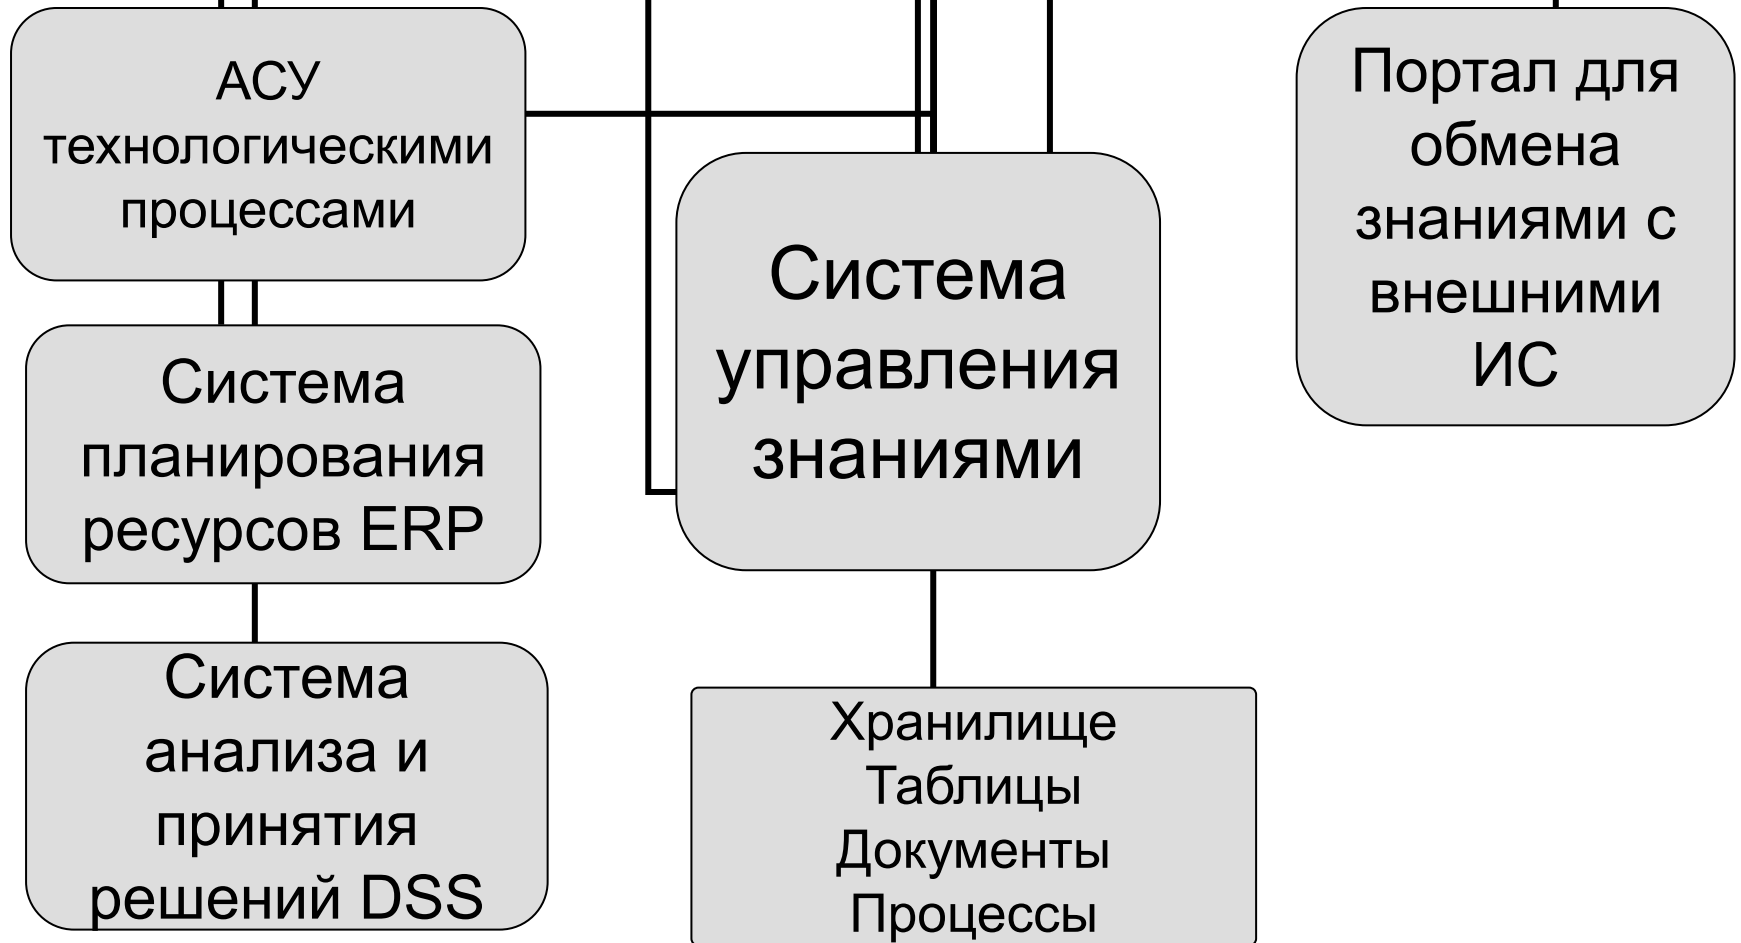 АСУ
технологическими
процессами
Система
планирования
ресурсов ERP
Система
анализа и
принятия
решений DSS
Система
управления
знаниями
Хранилище
Таблицы
Документы
Процессы
Портал для
обмена
знаниями с
внешними
ИС